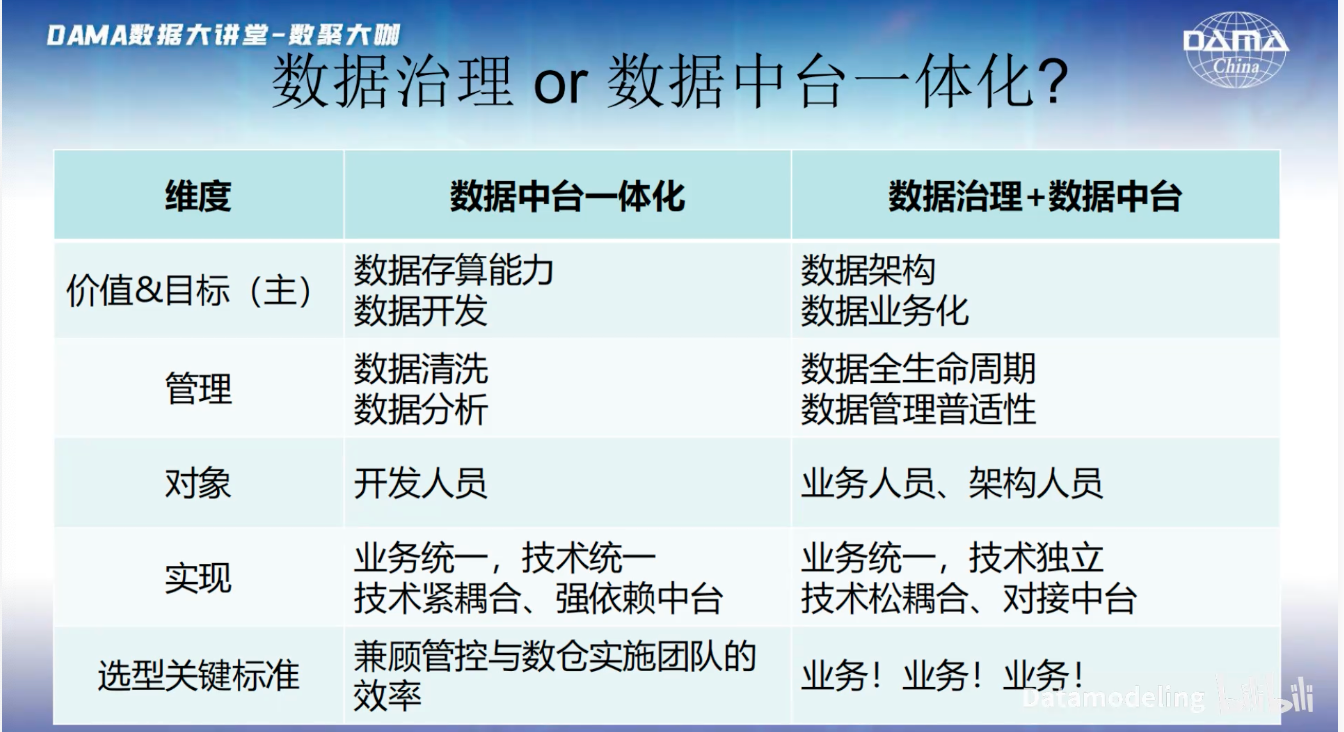 DAMA数据大讲堂-数聚大咖
DAMA
China
数据治理 or 数据中台一体化?
维度
数据中台一体化
数据治理+数据中台
价值&目标（主）
数据存算能力
数据开发
数据架构
数据业务化
管理
数据清洗
数据分析
数据全生命周期
数据管理普适性
对象
开发人员
业务人员、架构人员
实现
业务统一，技术统一
技术紧耦合、强依赖中台
业务统一，技术独立
技术松耦合、对接中台
选型关键标准
兼顾管控与数仓实施团队的
效率
业务！业务！业务！
Datamodeling